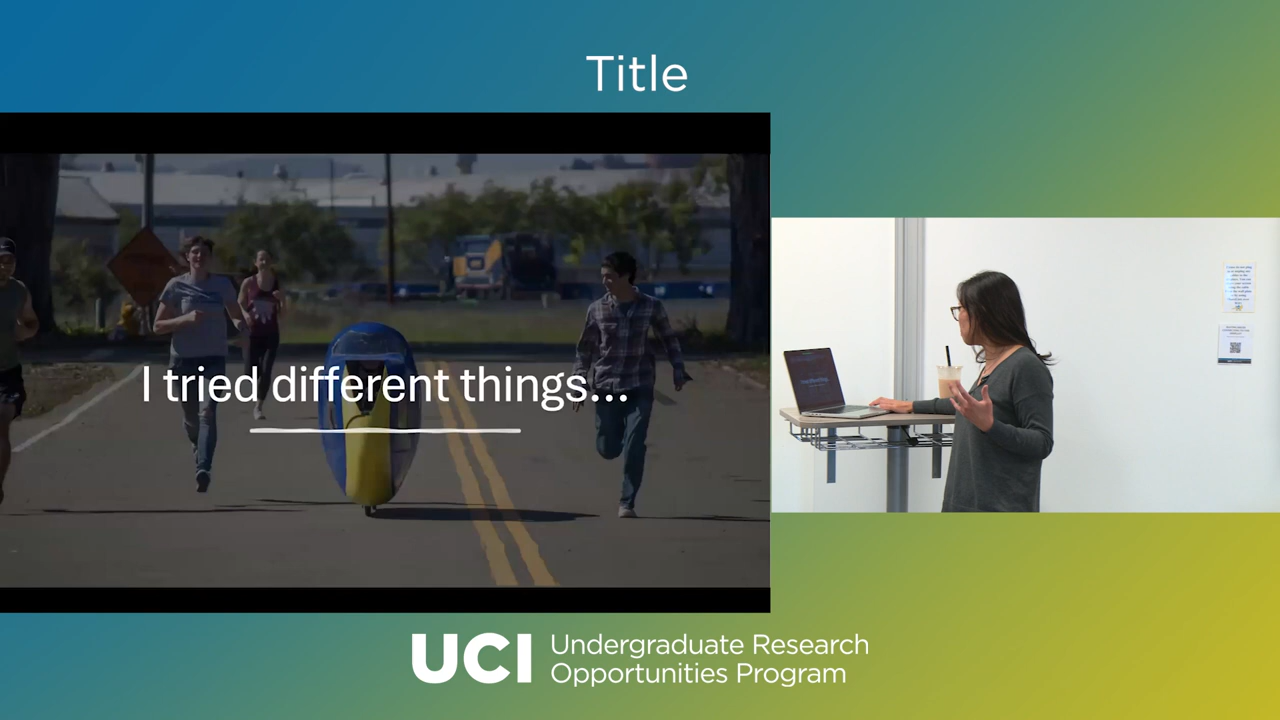 Title
I tried different things...
UCI Undergraduate Research
Opportunities Program